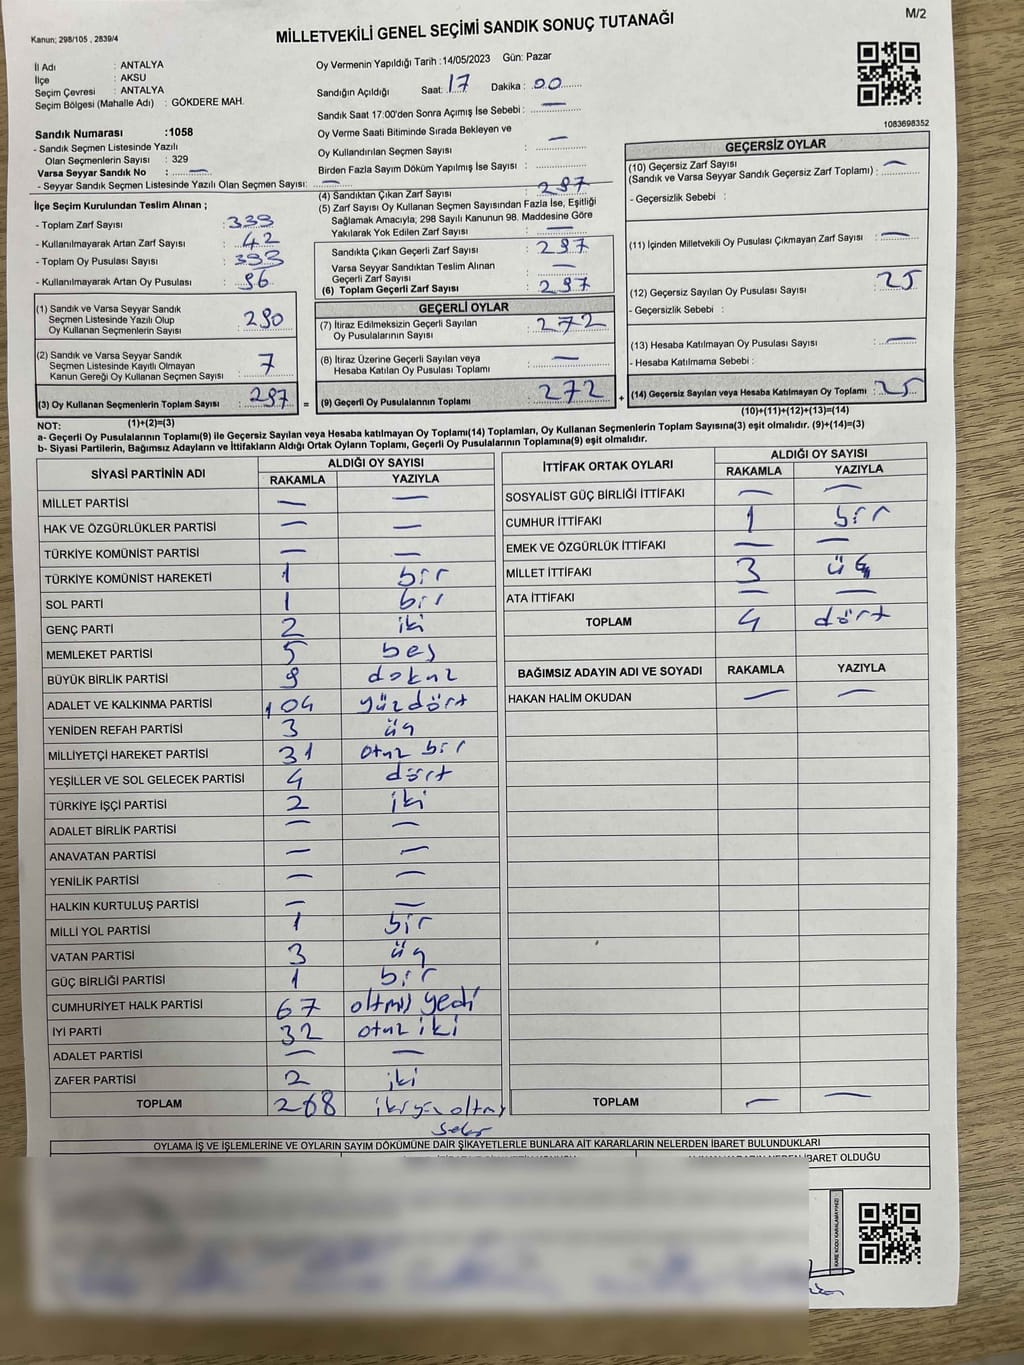 M/2
Kanun; 298/105 , 2839/4
MİLLETVEKİLİ GENEL SEÇİMİ SANDIK SONUÇ TUTANAĞI
İl Adı : ANTALYA
İlçe : AKSU
Seçim Çevresi : ANTALYA
Seçim Bölgesi (Mahalle Adı) : GÖKDERE MAH.
Oy Vermenin Yapıldığı Tarih :14/05/2023 Gün: Pazar
Sandığın Açıldığı Saat: 17 Dakika : 00
Sandık Saat 17:00'den Sonra Açımış İse Sebebi : —
Oy Verme Saati Bitiminde Sırada Bekleyen ve
Oy Kullandırılan Seçmen Sayısı : —
Birden Fazla Sayım Döküm Yapılmış İse Sayısı :
1083698352
Sandık Numarası :1058
- Sandık Seçmen Listesinde Yazılı
Olan Seçmenlerin Sayısı : 329
Varsa Seyyar Sandık No : —
- Seyyar Sandık Seçmen Listesinde Yazılı Olan Seçmen Sayısı: —
İlçe Seçim Kurulundan Teslim Alınan ;
- Toplam Zarf Sayısı : 339
- Kullanılmayarak Artan Zarf Sayısı : 42
- Toplam Oy Pusulası Sayısı : 393
- Kullanılmayarak Artan Oy Pusulası : 96
(1) Sandık ve Varsa Seyyar Sandık
Seçmen Listesinde Yazılı Olup
Oy Kullanan Seçmenlerin Sayısı : 290
(2) Sandık ve Varsa Seyyar Sandık
Seçmen Listesinde Kayıtlı Olmayan
Kanun Gereği Oy Kullanan Seçmen Sayısı : 7
(3) Oy Kullanan Seçmenlerin Toplam Sayısı : 297 =
(1)+(2)=(3)
(4) Sandıktan Çıkan Zarf Sayısı : 297
(5) Zarf Sayısı Oy Kullanan Seçmen Sayısından Fazla İse, Eşitliği
Sağlamak Amacıyla; 298 Sayılı Kanunun 98. Maddesine Göre
Yakılarak Yok Edilen Zarf Sayısı : —
Sandıkta Çıkan Geçerli Zarf Sayısı : 297
Varsa Seyyar Sandıktan Teslim Alınan
Geçerli Zarf Sayısı : —
(6) Toplam Geçerli Zarf Sayısı : 297
GEÇERLİ OYLAR
(7) İtiraz Edilmeksizin Geçerli Sayılan
Oy Pusulalarının Sayısı : 272
(8) İtiraz Üzerine Geçerli Sayılan veya
Hesaba Katılan Oy Pusulası Toplamı : —
(9) Geçerli Oy Pusulalarının Toplamı : 272 +
GEÇERSİZ OYLAR
(10) Geçersiz Zarf Sayısı
(Sandık ve Varsa Seyyar Sandık Geçersiz Zarf Toplamı) : —
- Geçersizlik Sebebi :
(11) İçinden Milletvekili Oy Pusulası Çıkmayan Zarf Sayısı : —
(12) Geçersiz Sayılan Oy Pusulası Sayısı : 25
- Geçersizlik Sebebi :
(13) Hesaba Katılmayan Oy Pusulası Sayısı : —
- Hesaba Katılmama Sebebi :
(14) Geçersiz Sayılan veya Hesaba Katılmayan Oy Toplamı : 25
(10)+(11)+(12)+(13)=(14)
NOT:
a- Geçerli Oy Pusulalarının Toplamı(9) ile Geçersiz Sayılan veya Hesaba katılmayan Oy Toplamı(14) Toplamları, Oy Kullanan Seçmenlerin Toplam Sayısına(3) eşit olmalıdır. (9)+(14)=(3)
b- Siyasi Partilerin, Bağımsız Adayların ve İttifakların Aldığı Ortak Oyların Toplamı, Geçerli Oy Pusulalarının Toplamına(9) eşit olmalıdır.
SİYASİ PARTİNİN ADI ALDIĞI OY SAYISI
RAKAMLA YAZIYLA
MİLLET PARTİSİ — —
HAK VE ÖZGÜRLÜKLER PARTİSİ — —
TÜRKİYE KOMÜNİST PARTİSİ — —
TÜRKİYE KOMÜNİST HAREKETİ 1 bir
SOL PARTİ 1 bir
GENÇ PARTİ 2 iki
MEMLEKET PARTİSİ 5 beş
BÜYÜK BİRLİK PARTİSİ 9 dokuz
ADALET VE KALKINMA PARTİSİ 104 yüzdört
YENİDEN REFAH PARTİSİ 3 üç
MİLLİYETÇİ HAREKET PARTİSİ 31 otuz bir
YEŞİLLER VE SOL GELECEK PARTİSİ 4 dört
TÜRKİYE İŞÇİ PARTİSİ 2 iki
ADALET BİRLİK PARTİSİ — —
ANAVATAN PARTİSİ — —
YENİLİK PARTİSİ — —
HALKIN KURTULUŞ PARTİSİ — —
MİLLİ YOL PARTİSİ 1 bir
VATAN PARTİSİ 3 üç
GÜÇ BİRLİĞİ PARTİSİ 1 bir
CUMHURİYET HALK PARTİSİ 67 altmış yedi
İYİ PARTİ 32 otuz iki
ADALET PARTİSİ — —
ZAFER PARTİSİ 2 iki
TOPLAM 268 ikiyüz altmış
sekiz
İTTİFAK ORTAK OYLARI ALDIĞI OY SAYISI
RAKAMLA YAZIYLA
SOSYALİST GÜÇ BİRLİĞİ İTTİFAKI — —
CUMHUR İTTİFAKI 1 bir
EMEK VE ÖZGÜRLÜK İTTİFAKI — —
MİLLET İTTİFAKI 3 üç
ATA İTTİFAKI — —
TOPLAM 4 dört
BAĞIMSIZ ADAYIN ADI VE SOYADI RAKAMLA YAZIYLA
HAKAN HALİM OKUDAN — —
TOPLAM — —
OYLAMA İŞ VE İŞLEMLERİNE VE OYLARIN SAYIM DÖKÜMÜNE DAİR ŞİKAYETLERLE BUNLARA AİT KARARLARIN NELERDEN İBARET BULUNDUKLARI
İBARET OLDUĞU
KARE KODU KARALAMAYINIZ!